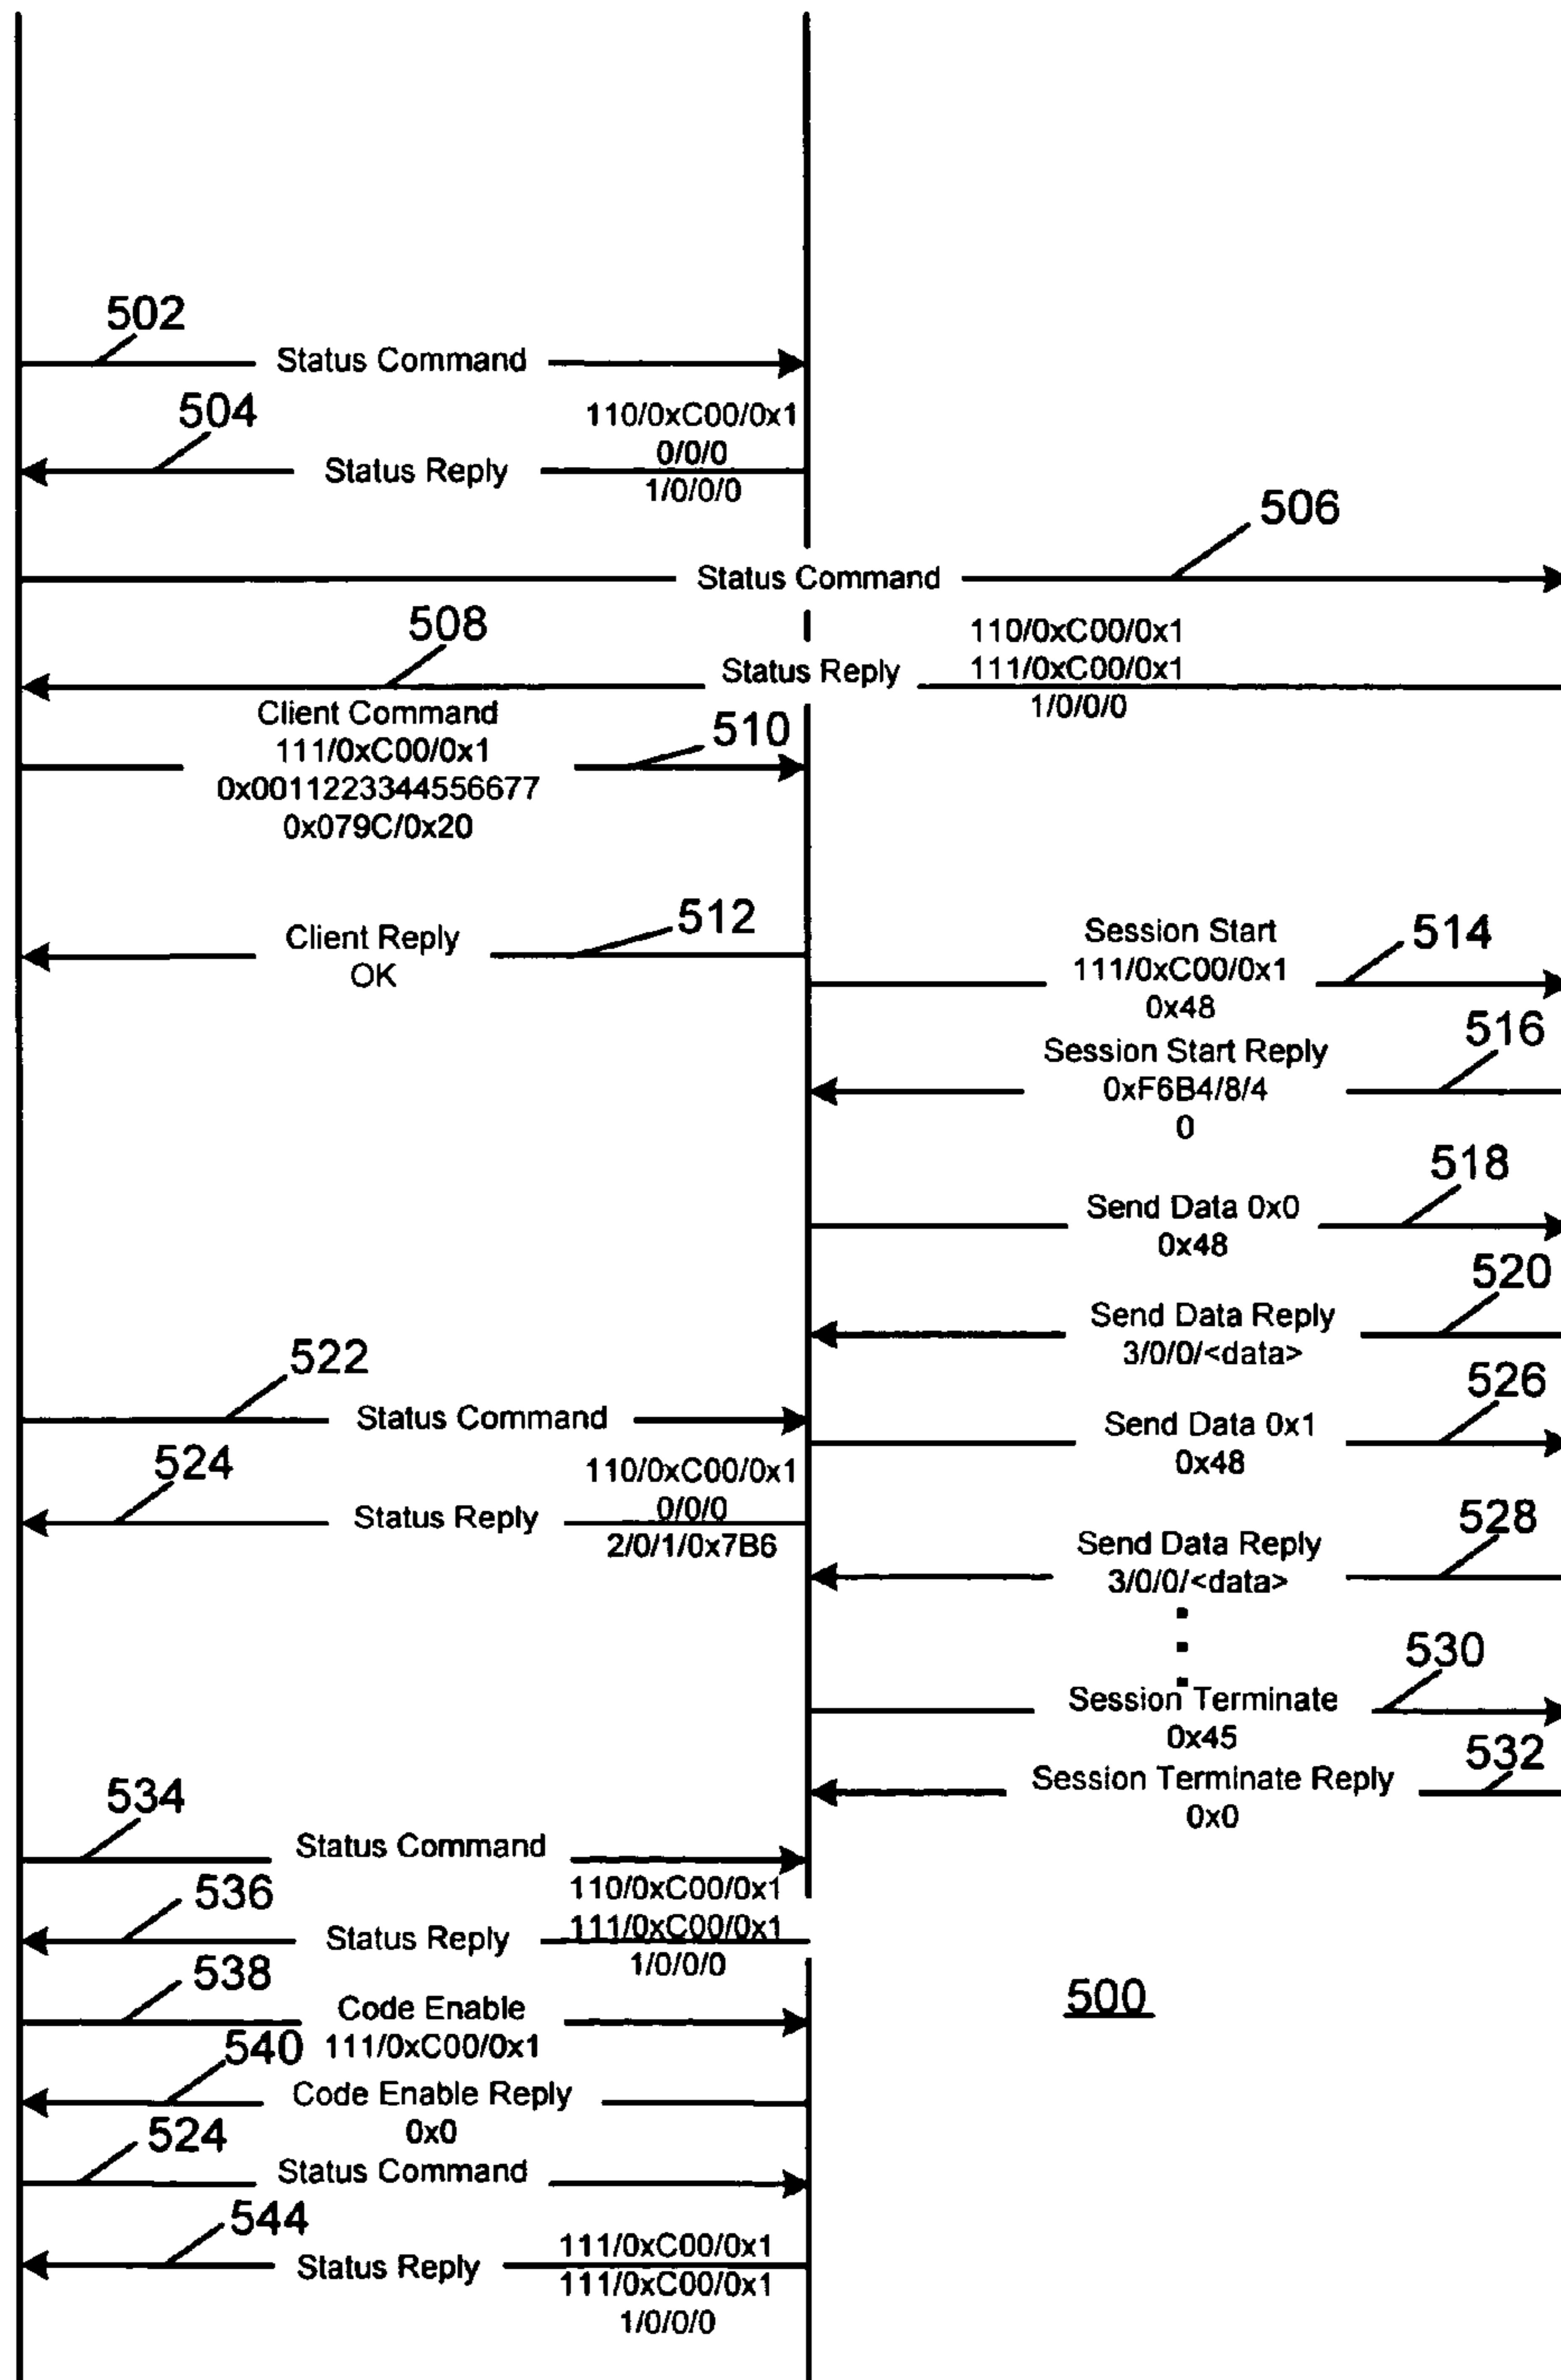 502
Status Command
504
110/0xC00/0x1
0/0/0
Status Reply
1/0/0/0
506
Status Command
508
110/0xC00/0x1
Status Reply
111/0xC00/0x1
1/0/0/0
Client Command
510
111/0xC00/0x1
0x0011223344556677
0x079C/0x20
512
Client Reply
OK
Session Start
514
111/0xC00/0x1
0x48
516
Session Start Reply
0xF6B4/8/4
0
518
Send Data 0x0
0x48
520
Send Data Reply
3/0/0/<data>
522
Status Command
526
Send Data 0x1
0x48
524
110/0xC00/0x1
0/0/0
Status Reply
2/0/1/0x7B6
528
Send Data Reply
3/0/0/<data>
530
Session Terminate
0x45
532
Session Terminate Reply
0x0
534
Status Command
536
110/0xC00/0x1
111/0xC00/0x1
Status Reply
1/0/0/0
538
Code Enable
111/0xC00/0x1
500
540
Code Enable Reply
0x0
524
Status Command
544
111/0xC00/0x1
Status Reply
111/0xC00/0x1
1/0/0/0